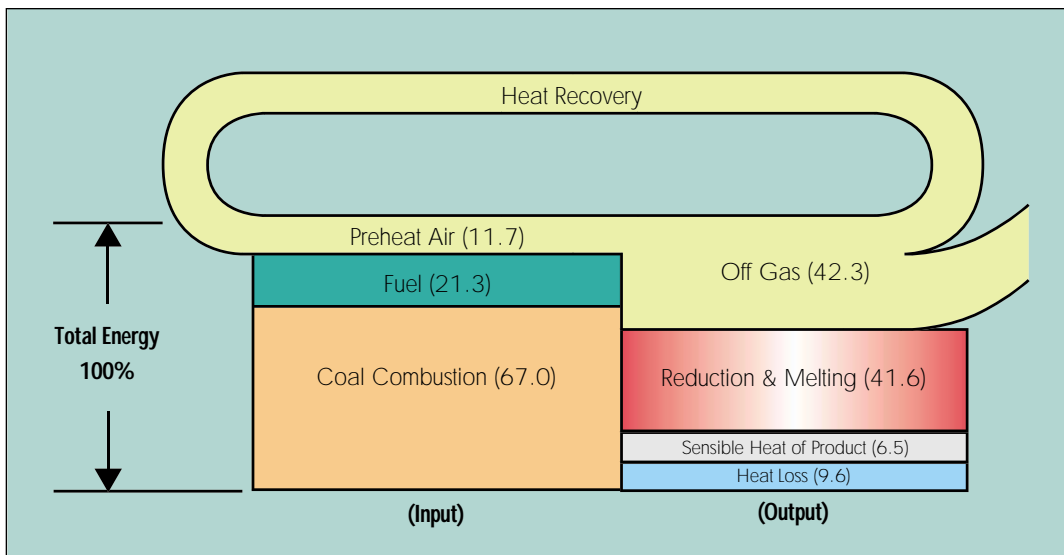 Heat Recovery
Preheat Air (11.7)
Fuel (21.3)
Off Gas (42.3)
Total Energy
100%
Coal Combustion (67.0)
Reduction & Melting (41.6)
Sensible Heat of Product (6.5)
Heat Loss (9.6)
(Input)
(Output)